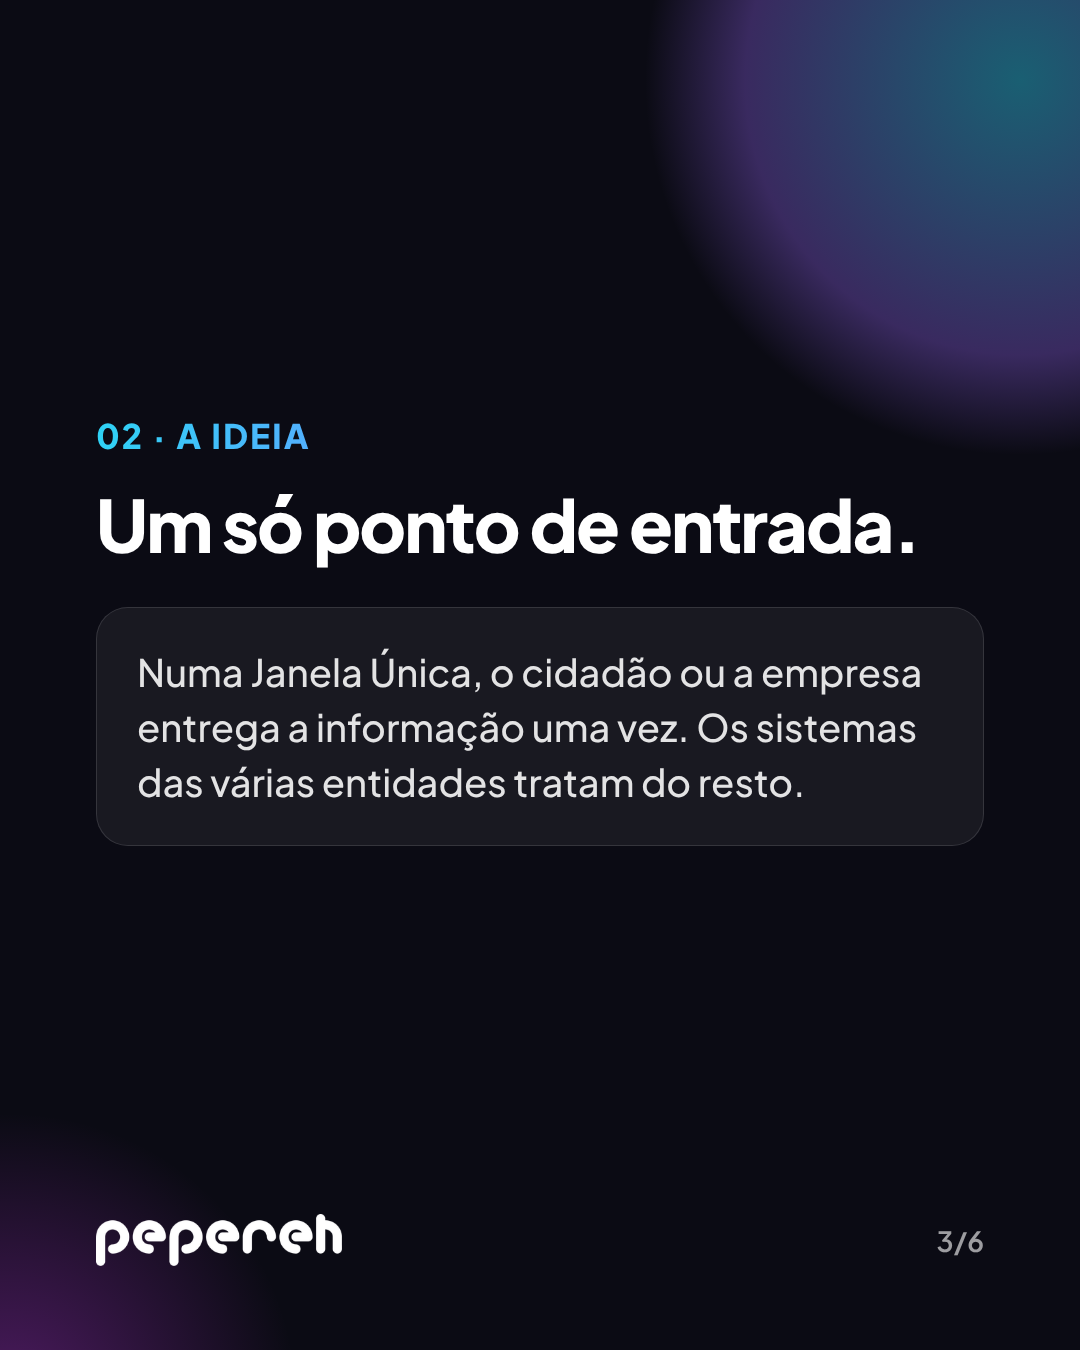 02 · A IDEIA
Um só ponto de entrada.
Numa Janela Única, o cidadão ou a empresa
entrega a informação uma vez. Os sistemas
das várias entidades tratam do resto.
pepereh
3/6